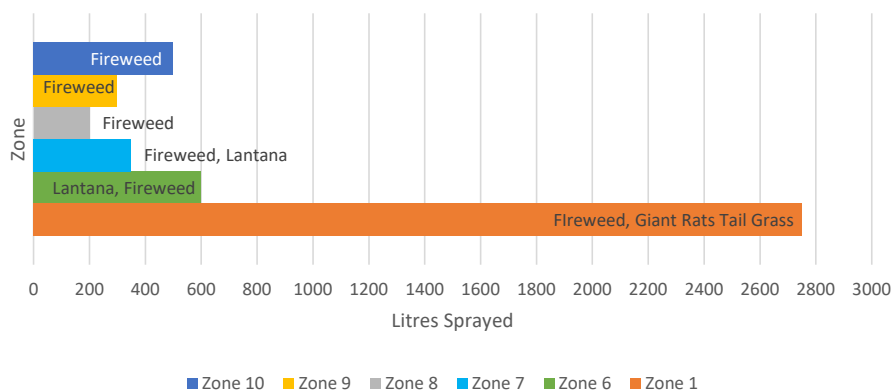 Fireweed
Fireweed
Fireweed
Fireweed, Lantana
Lantana, Fireweed
FIreweed, Giant Rats Tail Grass
Zone
0 200 400 600 800 1000 1200 1400 1600 1800 2000 2200 2400 2600 2800 3000
Litres Sprayed
Zone 10 Zone 9 Zone 8 Zone 7 Zone 6 Zone 1